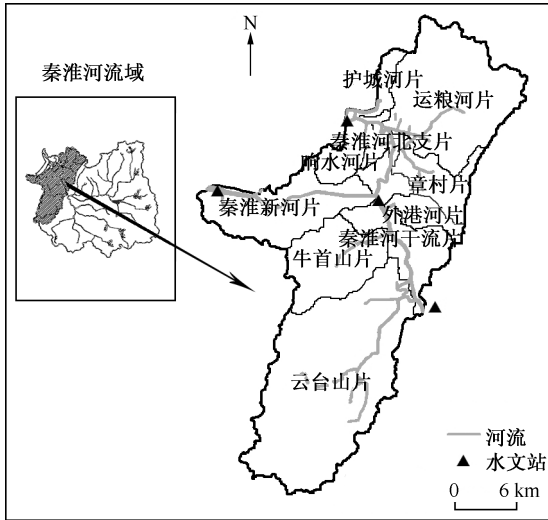 N
秦淮河流域
护城河片
运粮河片
秦淮河北支片
响水河片
章村片
秦淮新河片
外港河片
秦淮河干流片
牛首山片
云台山片
河流
水文站
0 6 km